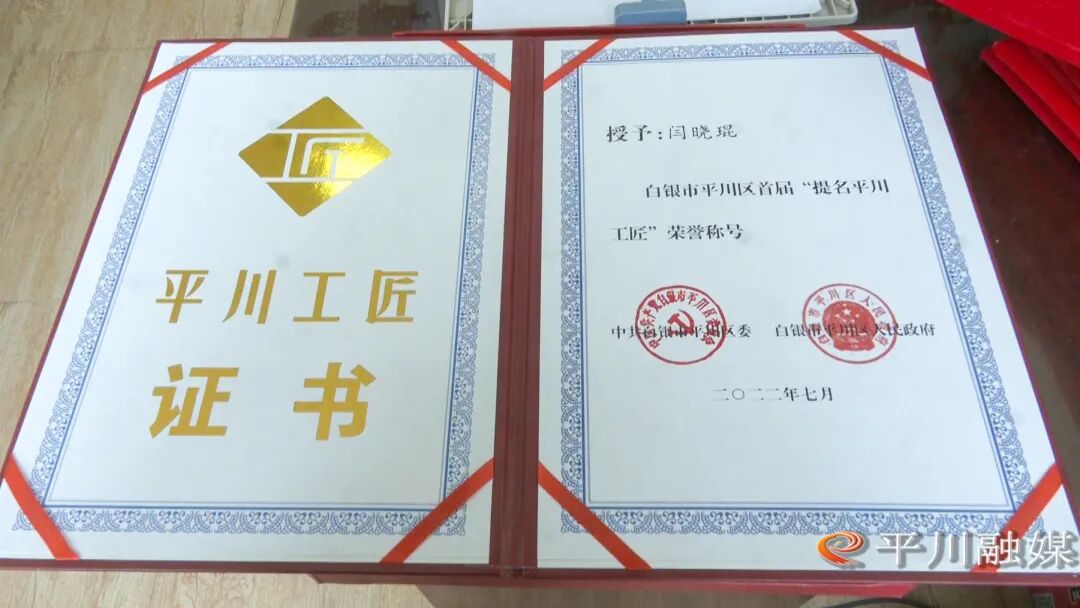 平川工匠
证书
授予：闫晓琨
白银市平川区首届“提名平川
工匠”荣誉称号
中共白银市平川区委 白银市平川区人民政府
二〇二二年七月
平川融媒